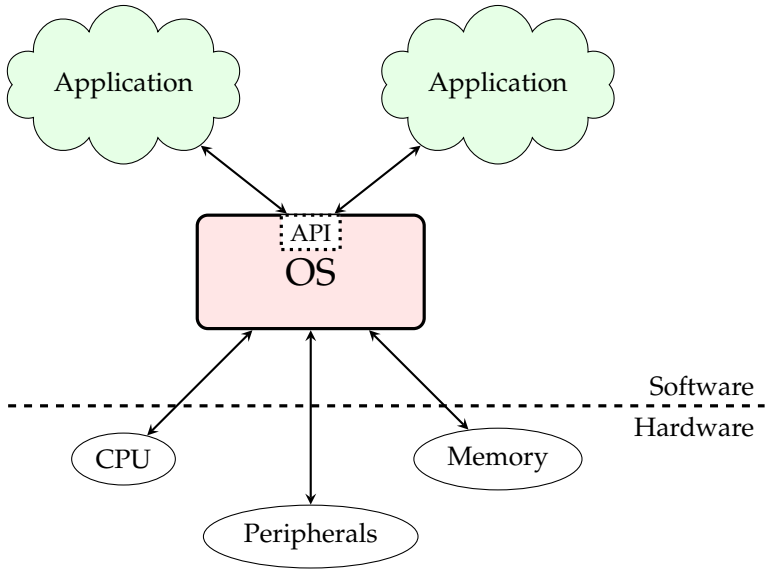 Application
Application
API
OS
Software
Hardware
CPU
Memory
Peripherals